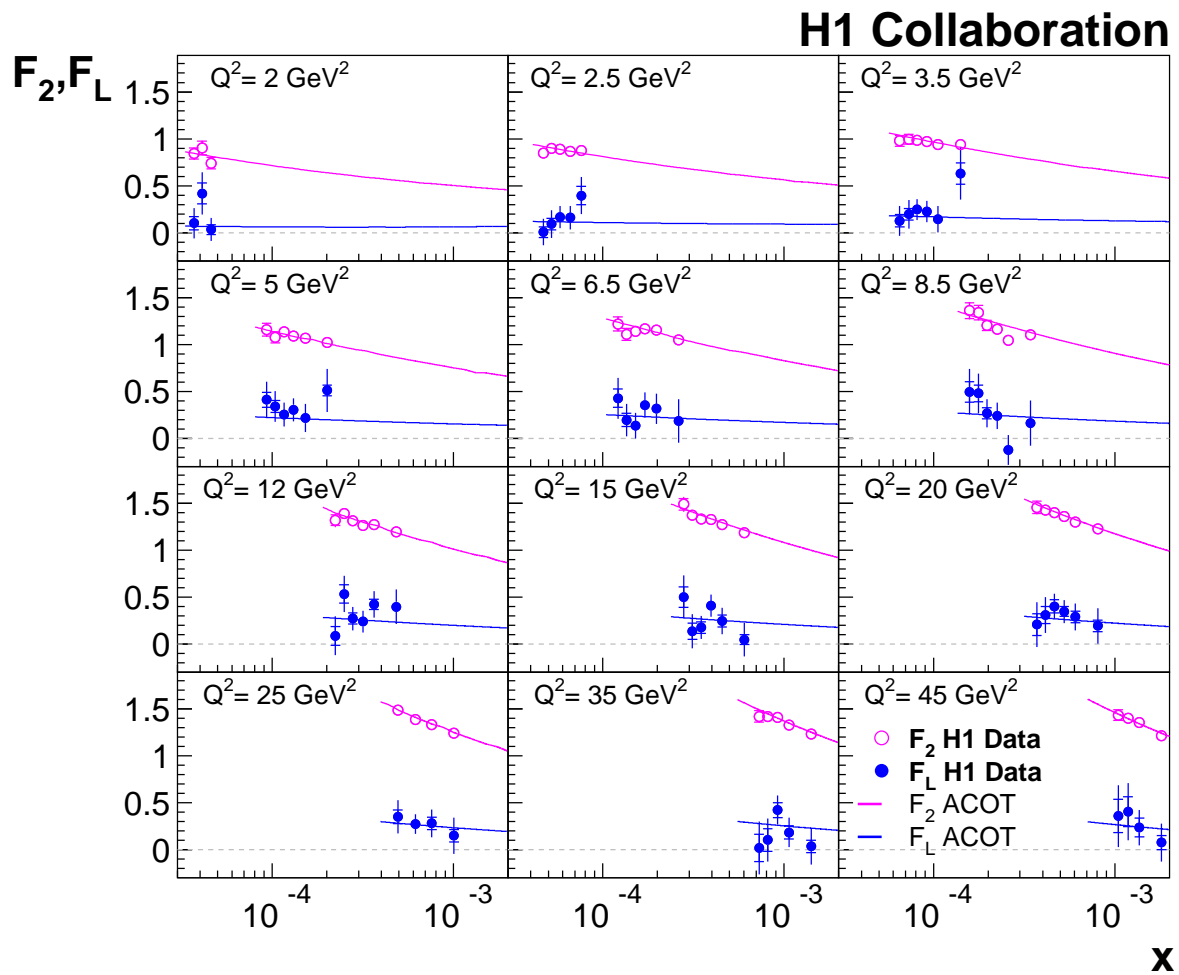 H1 Collaboration
F₂,F_L
Q²= 2 GeV²
Q²= 2.5 GeV²
Q²= 3.5 GeV²
1.5
1
0.5
0
Q²= 5 GeV²
Q²= 6.5 GeV²
Q²= 8.5 GeV²
1.5
1
0.5
0
Q²= 12 GeV²
Q²= 15 GeV²
Q²= 20 GeV²
1.5
1
0.5
0
Q²= 25 GeV²
Q²= 35 GeV²
Q²= 45 GeV²
1.5
1
0.5
0
F₂ H1 Data
F_L H1 Data
F₂ ACOT
F_L ACOT
10⁻⁴ 10⁻³ 10⁻⁴ 10⁻³ 10⁻⁴ 10⁻³
x